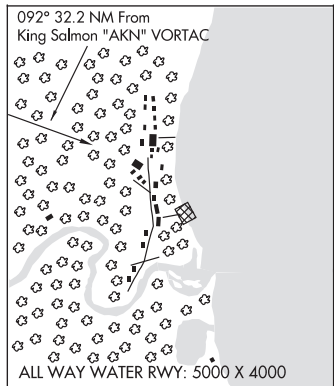 092° 32.2 NM From
King Salmon "AKN" VORTAC
ALL WAY WATER RWY: 5000 X 4000